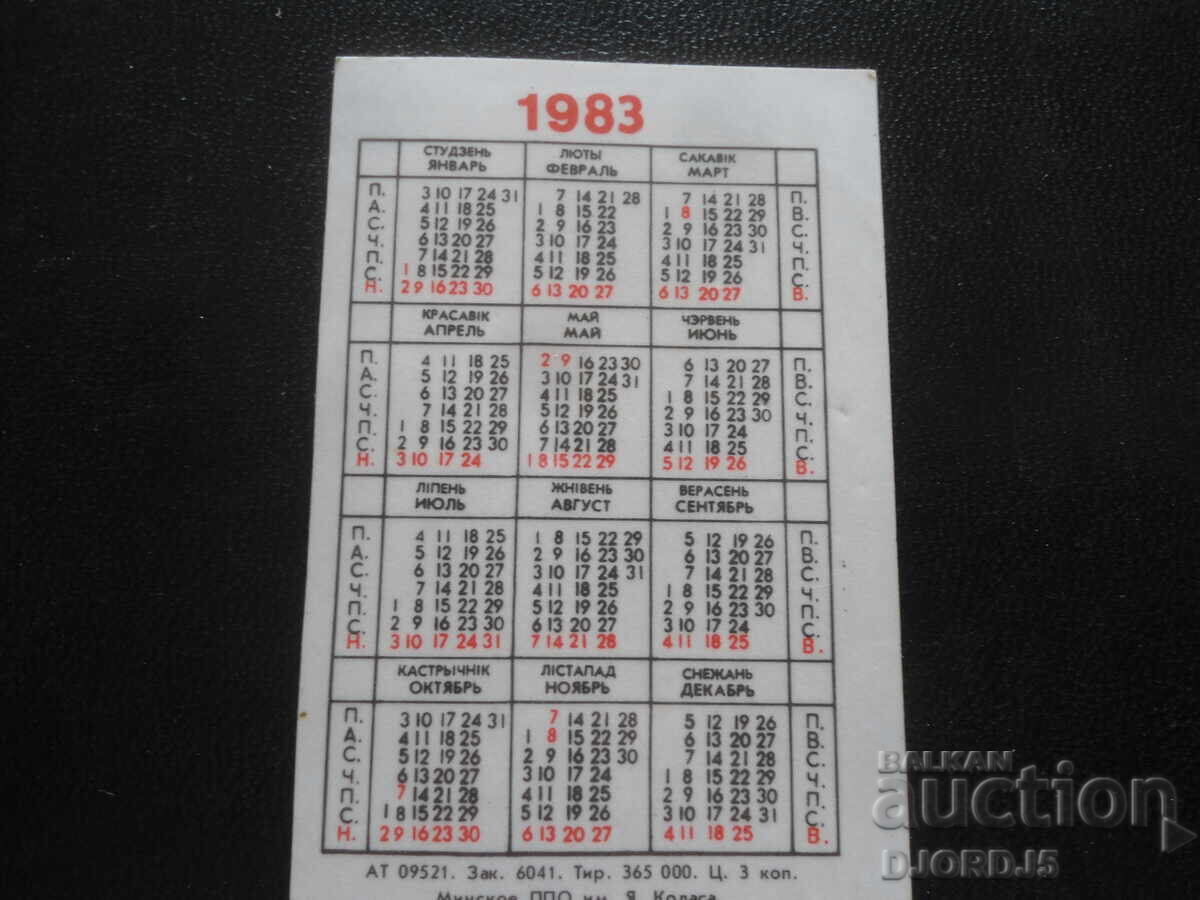 1983
СТУДЗЕНЬ ЛЮТЫ САКАВІК
ЯНВАРЬ ФЕВРАЛЬ МАРТ
П. 3 10 17 24 31 7 14 21 28 7 14 21 28 П.
А. 4 11 18 25 1 8 15 22 1 8 15 22 29 В.
С. 5 12 19 26 2 9 16 23 2 9 16 23 30 С.
Ч. 6 13 20 27 3 10 17 24 3 10 17 24 31 Ч.
П. 7 14 21 28 4 11 18 25 4 11 18 25 П.
С. 1 8 15 22 29 5 12 19 26 5 12 19 26 С.
Н. 2 9 16 23 30 6 13 20 27 6 13 20 27 В.
КРАСАВІК МАЙ ЧЭРВЕНЬ
АПРЕЛЬ МАЙ ИЮНЬ
П. 4 11 18 25 2 9 16 23 30 6 13 20 27 П.
А. 5 12 19 26 3 10 17 24 31 7 14 21 28 В.
С. 6 13 20 27 4 11 18 25 1 8 15 22 29 С.
Ч. 7 14 21 28 5 12 19 26 2 9 16 23 30 Ч.
П. 1 8 15 22 29 6 13 20 27 3 10 17 24 П.
С. 2 9 16 23 30 7 14 21 28 4 11 18 25 С.
Н. 3 10 17 24 1 8 15 22 29 5 12 19 26 В.
ЛІПЕНЬ ЖНІВЕНЬ ВЕРАСЕНЬ
ИЮЛЬ АВГУСТ СЕНТЯБРЬ
П. 4 11 18 25 1 8 15 22 29 5 12 19 26 П.
А. 5 12 19 26 2 9 16 23 30 6 13 20 27 В.
С. 6 13 20 27 3 10 17 24 31 7 14 21 28 С.
Ч. 7 14 21 28 4 11 18 25 1 8 15 22 29 Ч.
П. 1 8 15 22 29 5 12 19 26 2 9 16 23 30 П.
С. 2 9 16 23 30 6 13 20 27 3 10 17 24 С.
Н. 3 10 17 24 31 7 14 21 28 4 11 18 25 В.
КАСТРЫЧНІК ЛІСТАПАД СНЕЖАНЬ
ОКТЯБРЬ НОЯБРЬ ДЕКАБРЬ
П. 3 10 17 24 31 7 14 21 28 5 12 19 26 П.
А. 4 11 18 25 1 8 15 22 29 6 13 20 27 В.
С. 5 12 19 26 2 9 16 23 30 7 14 21 28 С.
Ч. 6 13 20 27 3 10 17 24 1 8 15 22 29 Ч.
П. 7 14 21 28 4 11 18 25 2 9 16 23 30 П.
С. 1 8 15 22 29 5 12 19 26 3 10 17 24 31 С.
Н. 2 9 16 23 30 6 13 20 27 4 11 18 25 В.
АТ 09521. Зак. 6041. Тир. 365 000. Ц. 3 коп.
Минское ППО им. Я. Коласа
BALKAN
auction
DJORDJ5